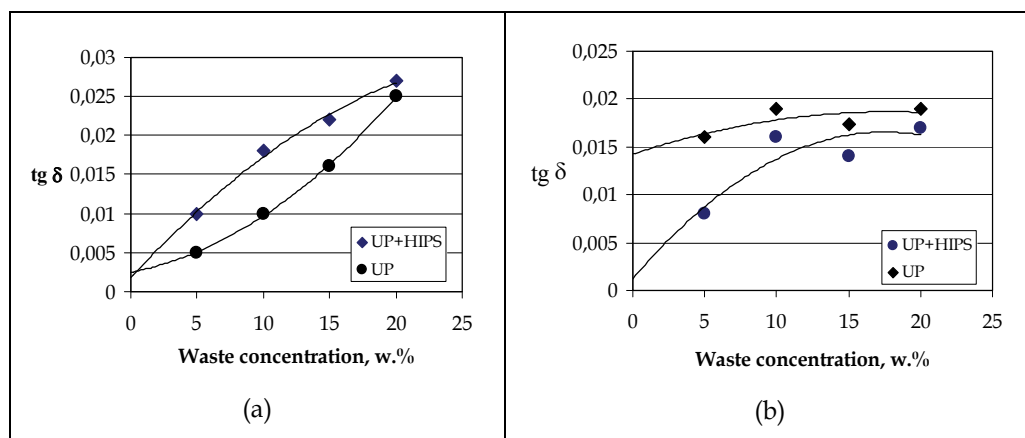 0,03
0,025
0,02
0,015
0,01
0,005
0
tg δ
0 5 10 15 20 25
Waste concentration, w.%
UP+HIPS
UP
(a)
0,025
0,02
0,015
0,01
0,005
0
tg δ
0 5 10 15 20 25
Waste concentration, w.%
UP+HIPS
UP
(b)